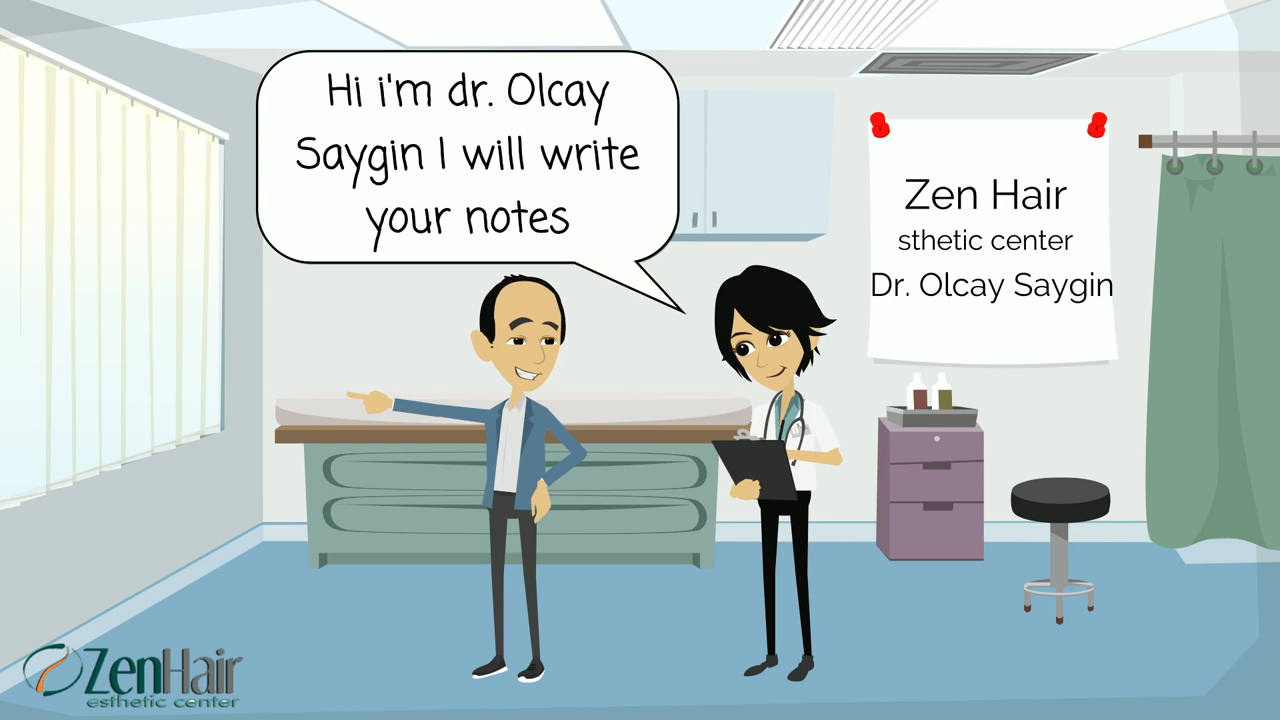 Hi i'm dr. Olcay
Saygin I will write
your notes
Zen Hair
sthetic center
Dr. Olcay Saygin
ZenHair
esthetic center